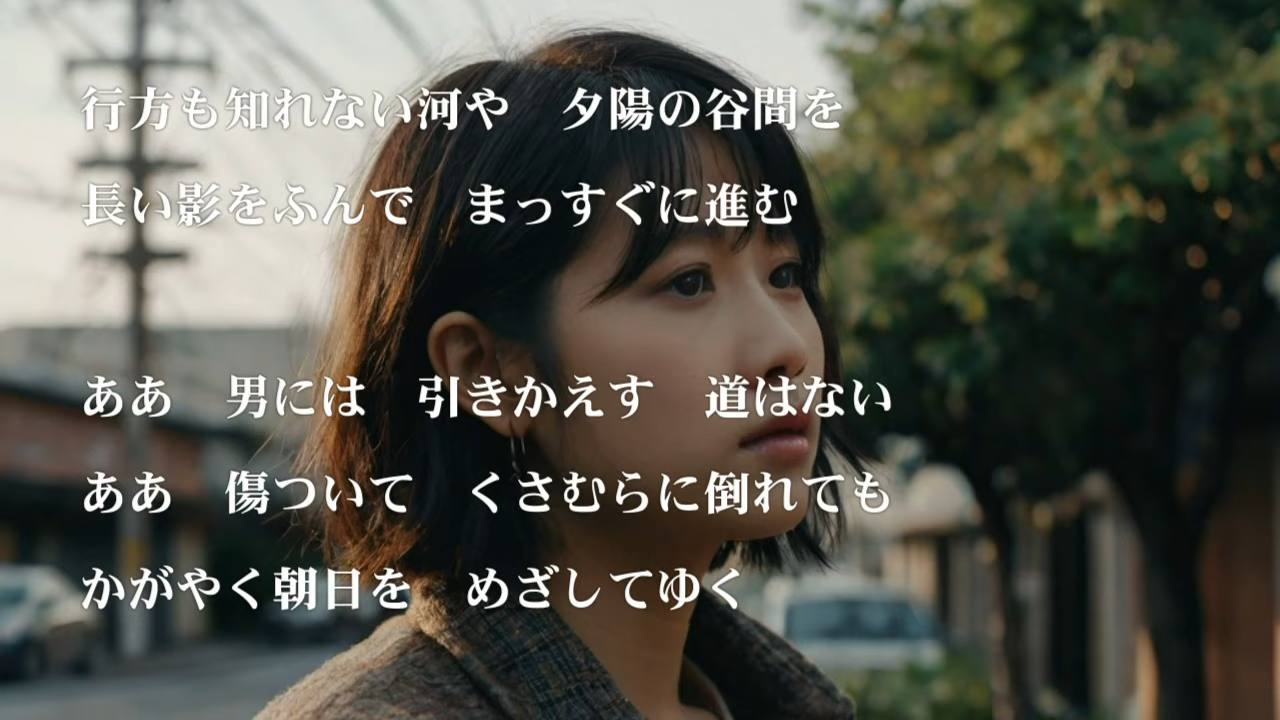 行方も知れない河や　夕陽の谷間を
長い影をふんで　まっすぐに進む
ああ　男には　引きかえす　道はない
ああ　傷ついて　くさむらに倒れても
かがやく朝日を　めざしてゆく